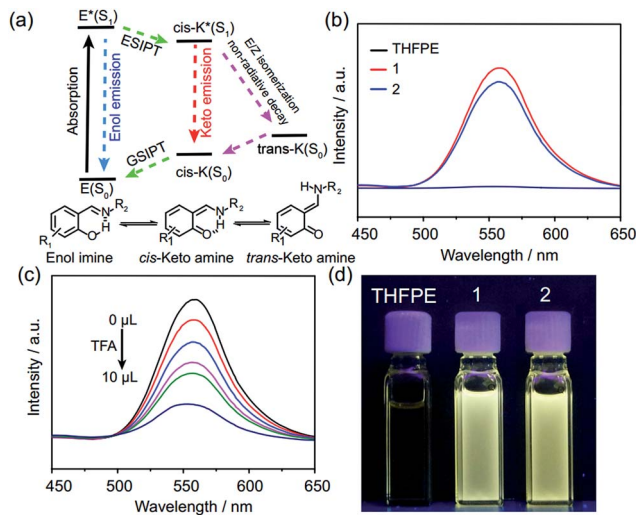 (a)
E*(S₁)
ESIPT
cis-K*(S₁)
Absorption
Enol emission
Keto emission
E/Z isomerization
non-radiative decay
trans-K(S₀)
GSIPT
cis-K(S₀)
E(S₀)
N R₂
H
O
R₁
N R₂
H
O
R₁
H
N R₂
O
R₁
Enol imine
cis-Keto amine
trans-Keto amine
(b)
Intensity / a.u.
THFPE
1
2
450 500 550 600 650
Wavelength / nm
(c)
Intensity / a.u.
0 μL
TFA
10 μL
450 500 550 600 650
Wavelength / nm
(d)
THFPE 1 2